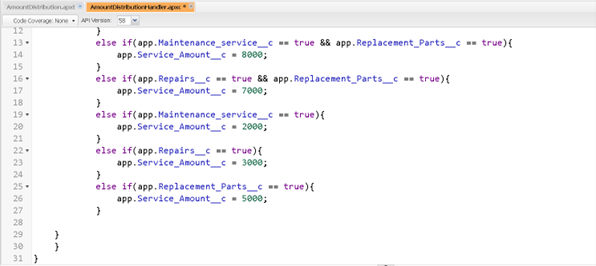 AmountDistribution.apxt AmountDistributionHandler.apxc
Code Coverage: None API Version: 58
12 }
13 else if(app.Maintenance_service__c == true && app.Replacement_Parts__c == true){
14 app.Service_Amount__c = 8000;
15 }
16 else if(app.Repairs__c == true && app.Replacement_Parts__c == true){
17 app.Service_Amount__c = 7000;
18 }
19 else if(app.Maintenance_service__c == true){
20 app.Service_Amount__c = 2000;
21 }
22 else if(app.Repairs__c == true){
23 app.Service_Amount__c = 3000;
24 }
25 else if(app.Replacement_Parts__c == true){
26 app.Service_Amount__c = 5000;
27 }
28
29 }
30 }
31 }